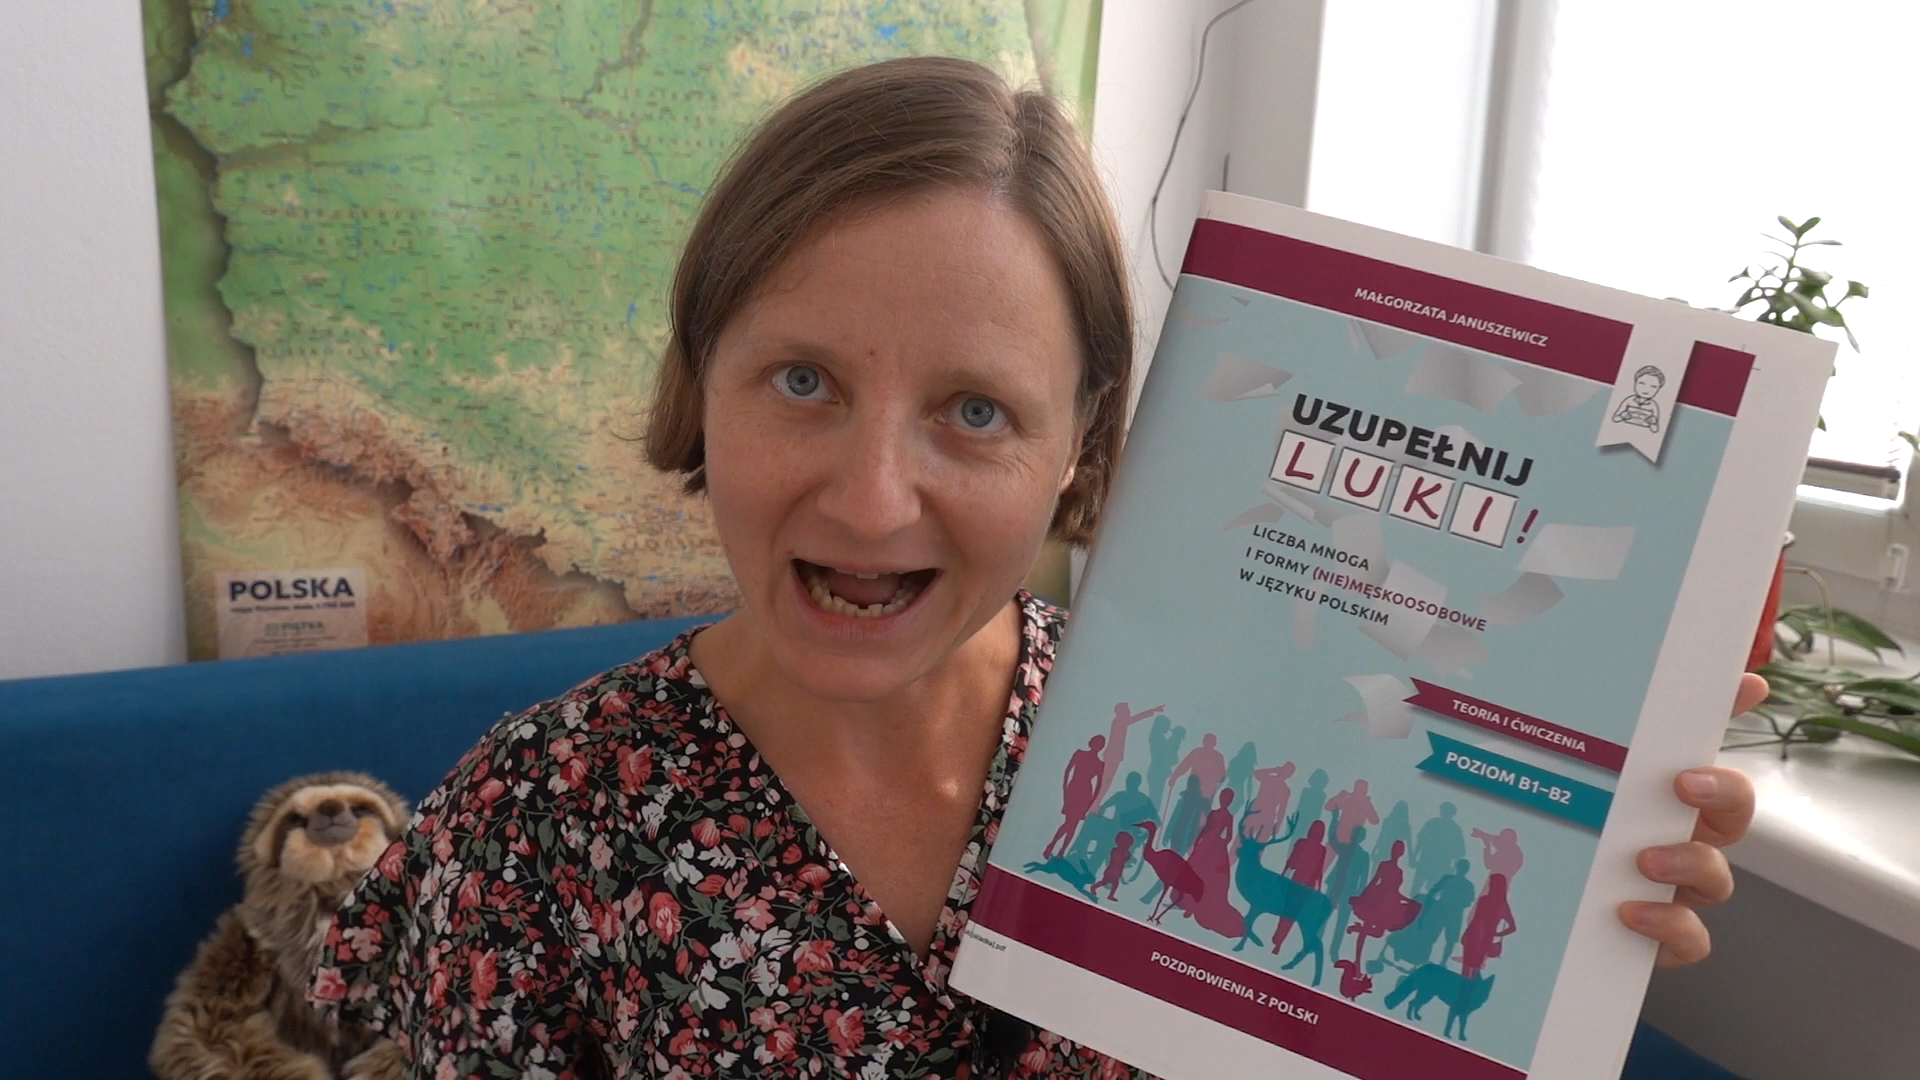 POLSKA
MAŁGORZATA JANUSZEWICZ
UZUPEŁNIJ
LUKI!
LICZBA MNOGA
I FORMY (NIE)MĘSKOOSOBOWE
W JĘZYKU POLSKIM
TEORIA I ĆWICZENIA
POZIOM B1–B2
POZDROWIENIA Z POLSKI